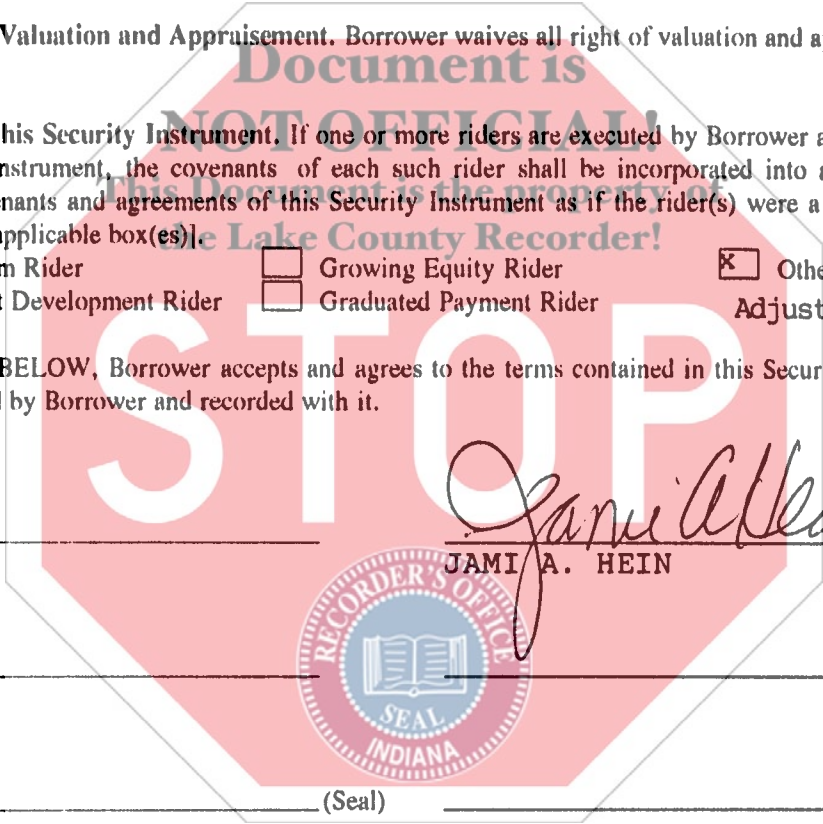 Valuation and Appraisement. Borrower waives all right of valuation and
Document is
NOT OFFICIAL!
his Security Instrument. If one or more riders are executed by Borrower
nstrument, the covenants of each such rider shall be incorporated into
This Document is the property of
nants and agreements of this Security Instrument as if the rider(s) were a
the Lake County Recorder!
pplicable box(es)].
m Rider Growing Equity Rider x Othe
t Development Rider Graduated Payment Rider Adjust
STOP
BELOW, Borrower accepts and agrees to the terms contained in this Secur
by Borrower and recorded with it.
Jami A Hei
JAMI A. HEIN
RECORDER'S OFFICE
SEAL
INDIANA
(Seal)